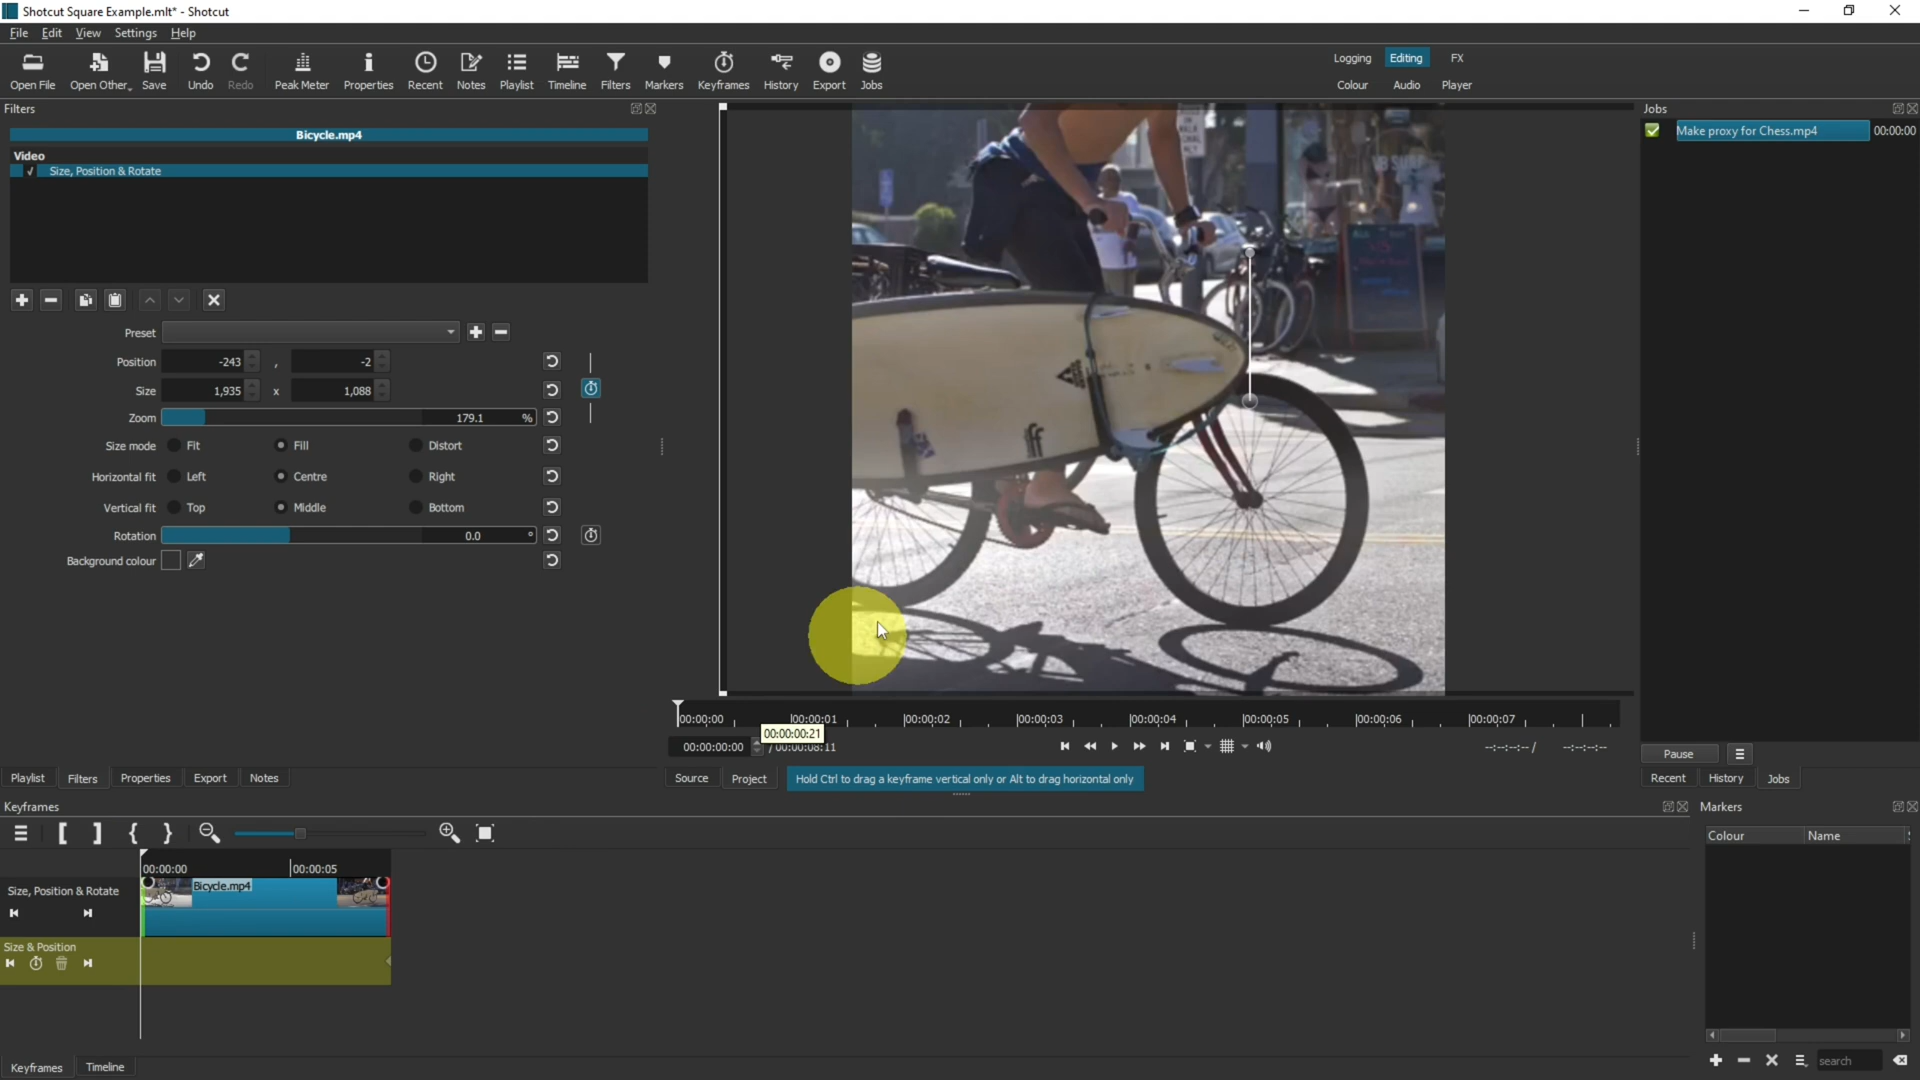 Shotcut Square Example.mlt* - Shotcut
File Edit View Settings Help
Open File Open Other Save Undo Redo Peak Meter Properties Recent Notes Playlist Timeline Filters Markers Keyframes History Export Jobs
Logging Editing FX
Colour Audio Player
Filters
Bicycle.mp4
Video
Size, Position & Rotate
Preset
Position -243 , -2
Size 1,935 x 1,088
Zoom 179.1 %
Size mode Fit Fill Distort
Horizontal fit Left Centre Right
Vertical fit Top Middle Bottom
Rotation 0.0 °
Background colour
Playlist Filters Properties Export Notes
WALK
00:00:00 00:00:01 00:00:02 00:00:03 00:00:04 00:00:05 00:00:06 00:00:07
00:00:00:21
00:00:00:00 / 00:00:08:11 --:--:--:-- / --:--:--:--
Source Project Hold Ctrl to drag a keyframe vertical only or Alt to drag horizontal only
Jobs
Make proxy for Chess.mp4 00:00:00
Pause
Recent History Jobs
Keyframes
00:00:00 00:00:05
Size, Position & Rotate
Bicycle.mp4
Size & Position
Keyframes Timeline
Markers
Colour Name
search